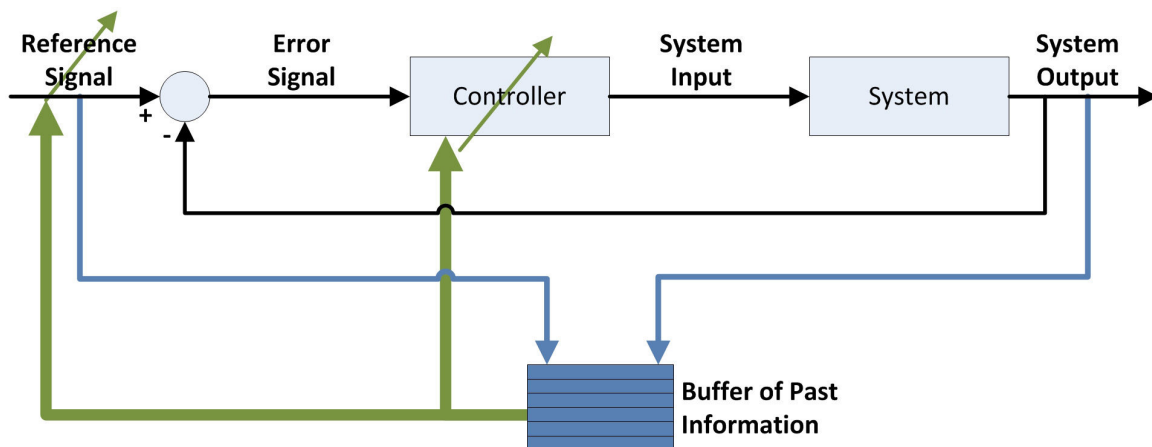 Reference
Signal
Error
Signal
System
Input
System
Output
Controller
System
+
-
Buffer of Past
Information